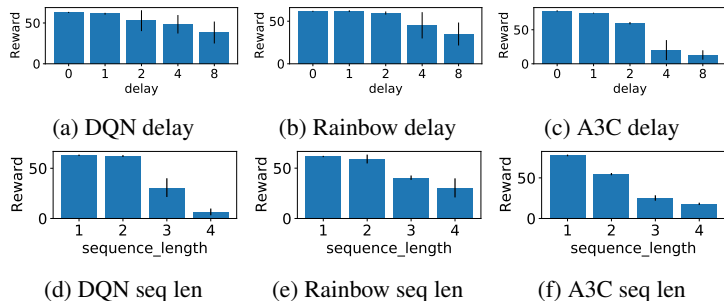 Reward
50
0
0 1 2 4 8
delay
(a) DQN delay
Reward
50
0
0 1 2 4 8
delay
(b) Rainbow delay
Reward
50
0
0 1 2 4 8
delay
(c) A3C delay
Reward
50
0
1 2 3 4
sequence_length
(d) DQN seq len
Reward
50
0
1 2 3 4
sequence_length
(e) Rainbow seq len
Reward
50
0
1 2 3 4
sequence_length
(f) A3C seq len